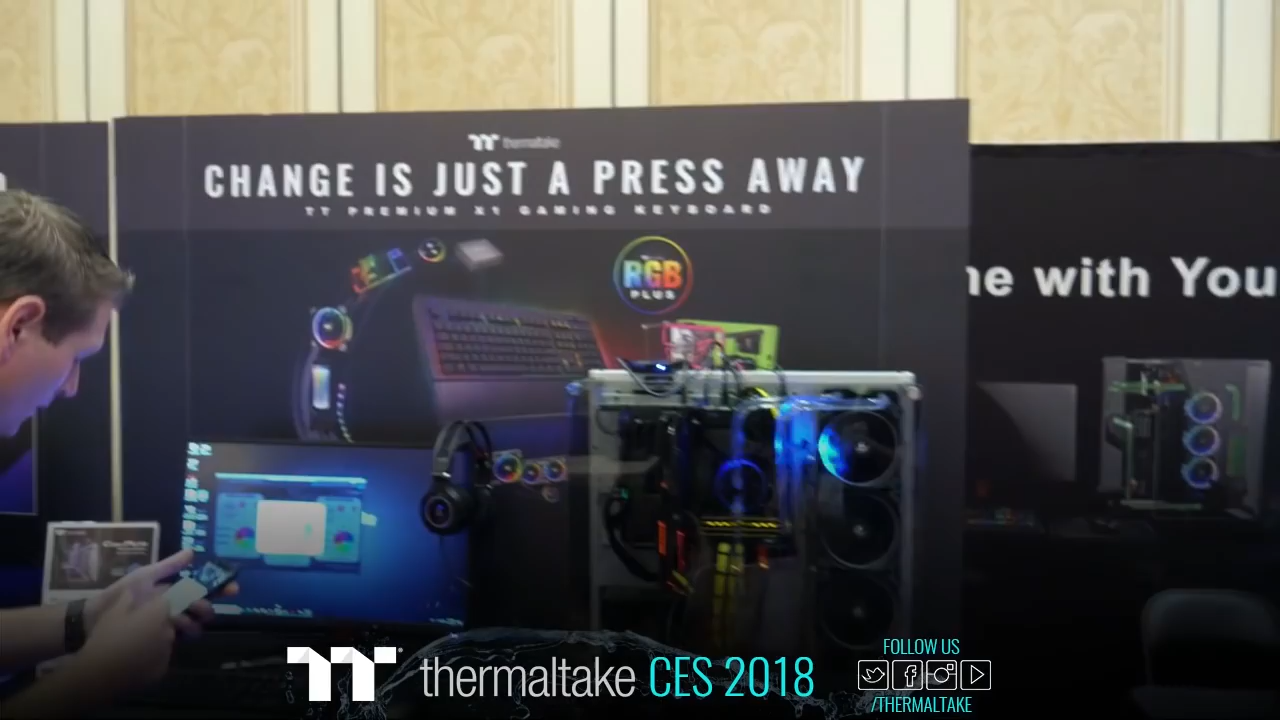 thermaltake
CHANGE IS JUST A PRESS AWAY
TT PREMIUM X1 GAMING KEYBOARD
RGB
PLUS
with You
thermaltake CES 2018
FOLLOW US
/THERMALTAKE